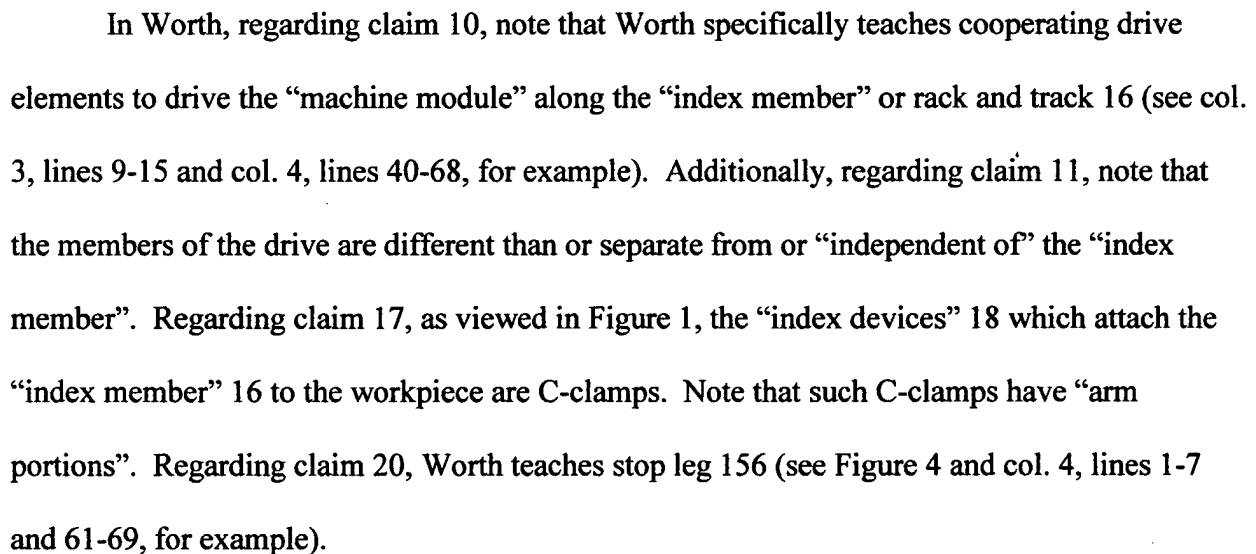 In Worth, regarding claim 10, note that Worth specifically teaches cooperating drive
elements to drive the “machine module” along the “index member” or rack and track 16 (see col.
3, lines 9-15 and col. 4, lines 40-68, for example).  Additionally, regarding claim 11, note that
the members of the drive are different than or separate from or “independent of” the “index
member”.  Regarding claim 17, as viewed in Figure 1, the “index devices” 18 which attach the
“index member” 16 to the workpiece are C-clamps.  Note that such C-clamps have “arm
portions”.  Regarding claim 20, Worth teaches stop leg 156 (see Figure 4 and col. 4, lines 1-7
and 61-69, for example).